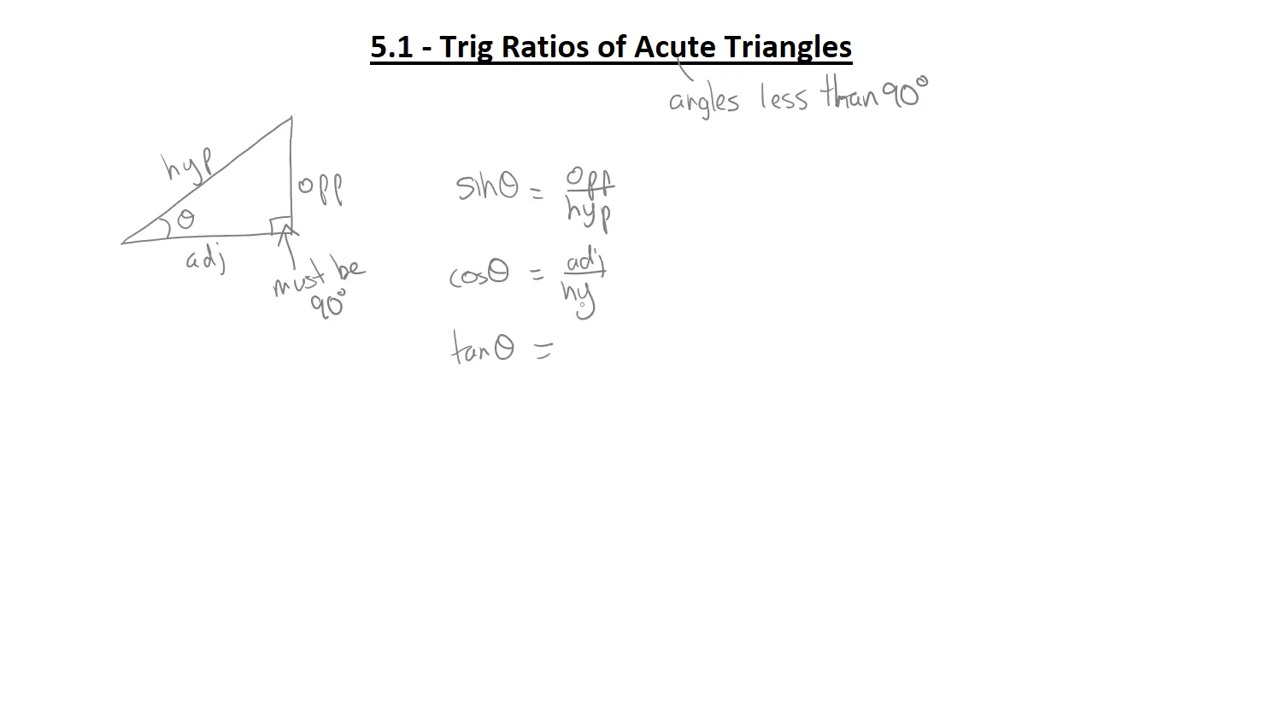 5.1 - Trig Ratios of Acute Triangles
angles less than 90°
hyp
opp
θ
adj
must be
90°
sinθ = opp/hyp
cosθ = adj/hy
tanθ =